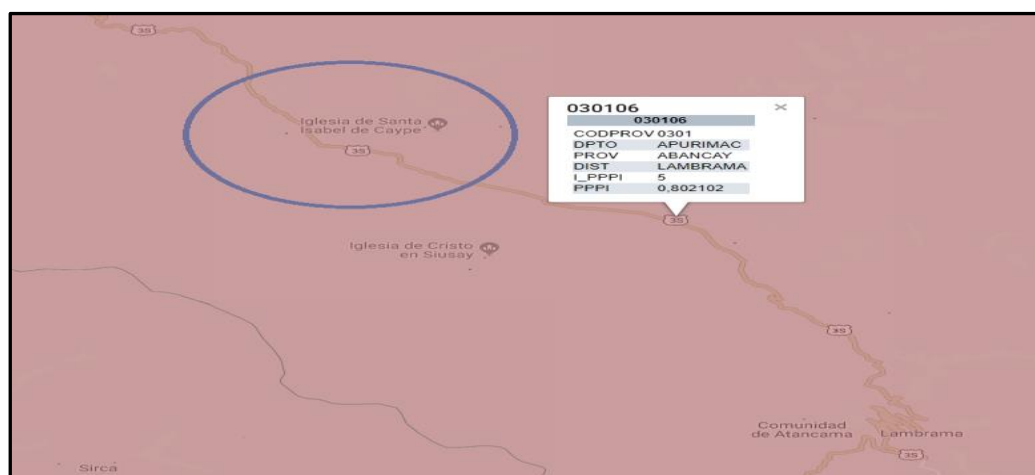 3S
Iglesia de Santa
Isabel de Caype
3S
030106
030106
CODPROV 0301
DPTO APURIMAC
PROV ABANCAY
DIST LAMBRAMA
I_PPPI 5
PPPI 0,802102
3S
Iglesia de Cristo
en Siusay
3S
Comunidad
de Atancama
Lambrama
3S
Sirca